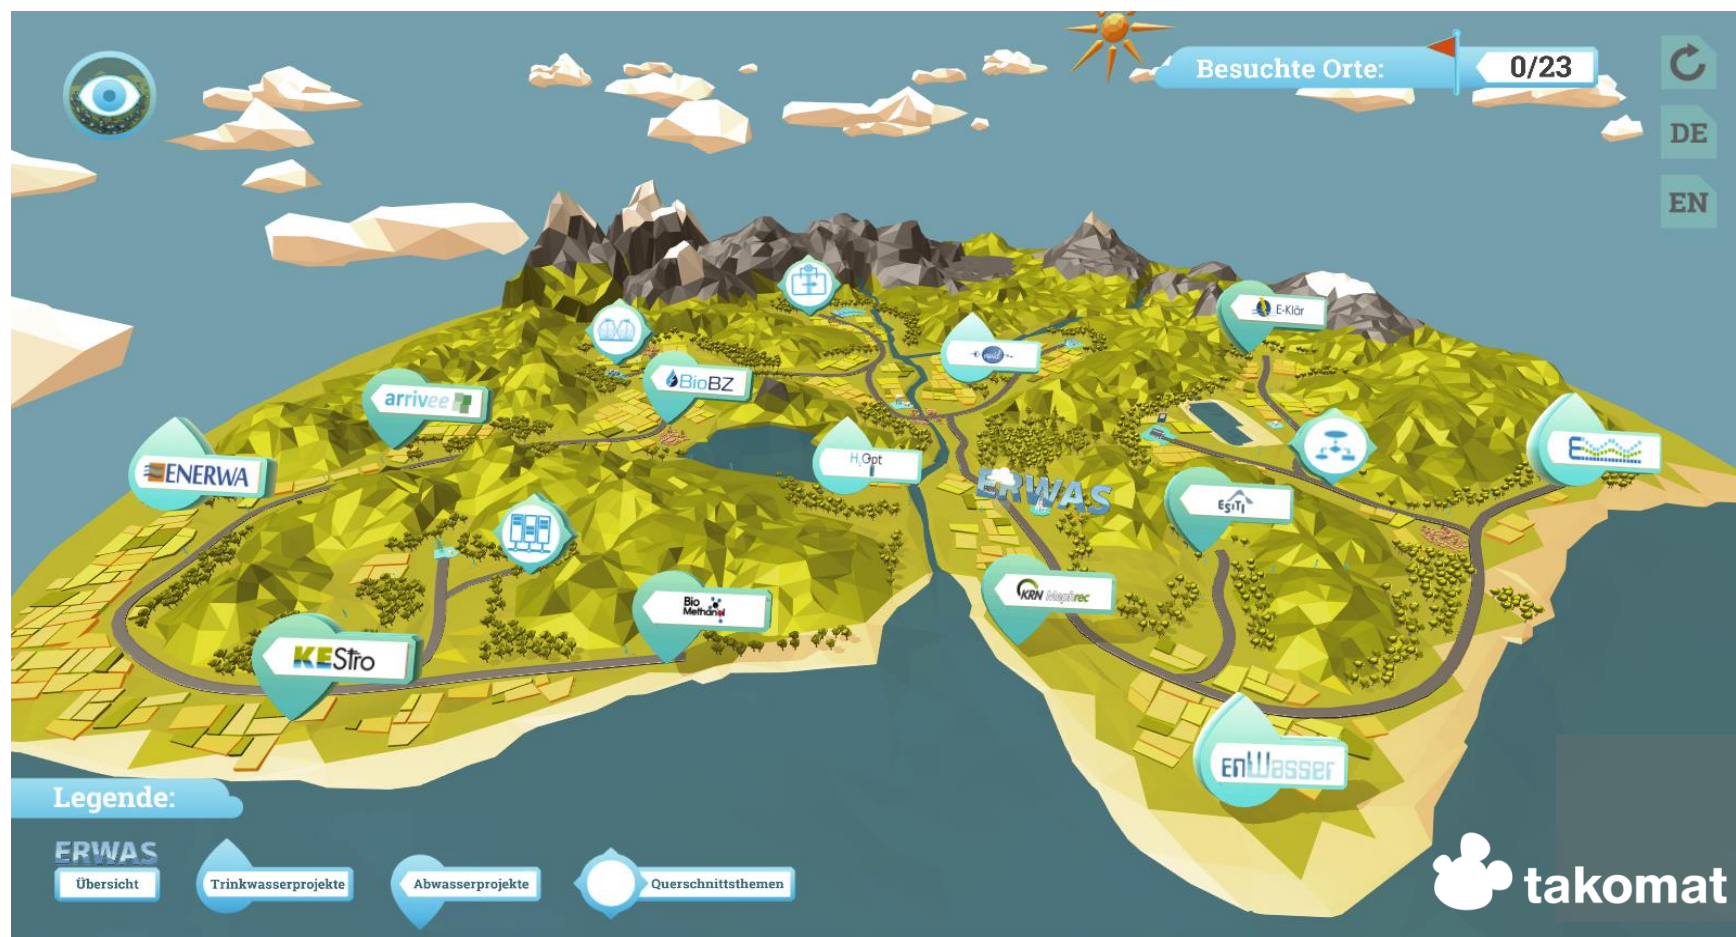 Besuchte Orte:
0/23
DE
EN
E-Klär
BioBZ
arrivee
ENERWA
H2Opt
ERWAS
E
ESITI
KRN Mephrec
Bio
Methanol
KEStro
EnWasser
Legende:
ERWAS
Übersicht
Trinkwasserprojekte
Abwasserprojekte
Querschnittsthemen
takomat